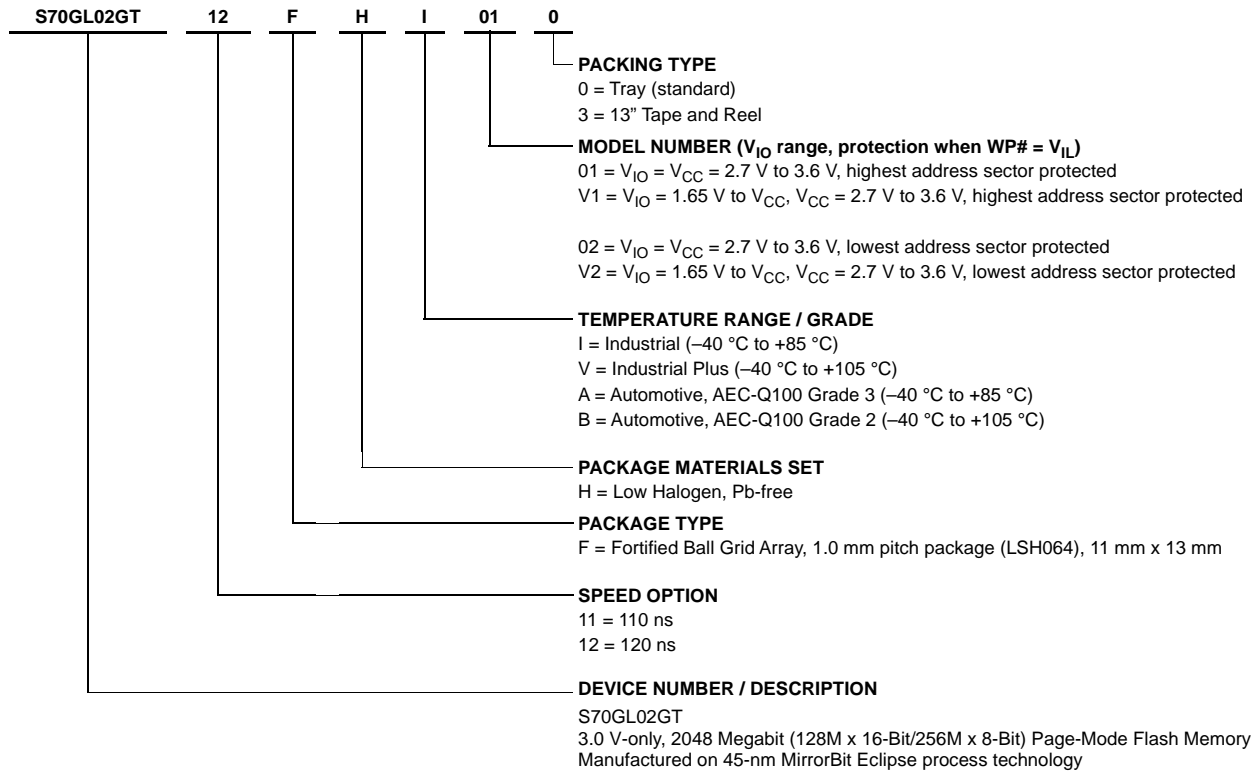 S70GL02GT 12 F H I 01 0
PACKING TYPE
0 = Tray (standard)
3 = 13” Tape and Reel
MODEL NUMBER (VIO range, protection when WP# = VIL)
01 = VIO = VCC = 2.7 V to 3.6 V, highest address sector protected
V1 = VIO = 1.65 V to VCC, VCC = 2.7 V to 3.6 V, highest address sector protected
02 = VIO = VCC = 2.7 V to 3.6 V, lowest address sector protected
V2 = VIO = 1.65 V to VCC, VCC = 2.7 V to 3.6 V, lowest address sector protected
TEMPERATURE RANGE / GRADE
I = Industrial (–40 °C to +85 °C)
V = Industrial Plus (–40 °C to +105 °C)
A = Automotive, AEC-Q100 Grade 3 (–40 °C to +85 °C)
B = Automotive, AEC-Q100 Grade 2 (–40 °C to +105 °C)
PACKAGE MATERIALS SET
H = Low Halogen, Pb-free
PACKAGE TYPE
F = Fortified Ball Grid Array, 1.0 mm pitch package (LSH064), 11 mm x 13 mm
SPEED OPTION
11 = 110 ns
12 = 120 ns
DEVICE NUMBER / DESCRIPTION
S70GL02GT
3.0 V-only, 2048 Megabit (128M x 16-Bit/256M x 8-Bit) Page-Mode Flash Memory
Manufactured on 45-nm MirrorBit Eclipse process technology